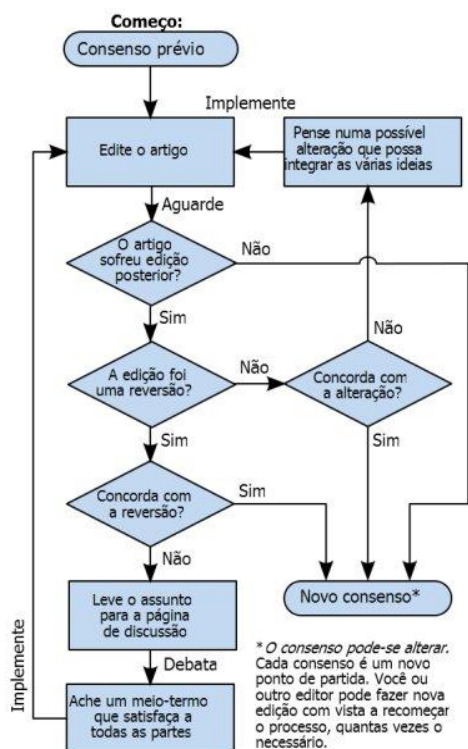 Começo:
Consenso prévio
Implemente
Edite o artigo
Pense numa possível
alteração que possa
integrar as várias ideias
Aguarde
O artigo
sofreu edição
posterior?
Não
Sim
Não
A edição foi
uma reversão?
Não
Concorda com
a alteração?
Sim
Sim
Concorda com
a reversão?
Sim
Não
Leve o assunto
para a página
de discussão
Novo consenso*
Debata
Implemente
Ache um meio-termo
que satisfaça a
todas as partes
*O consenso pode-se alterar.
Cada consenso é um novo
ponto de partida. Você ou
outro editor pode fazer nova
edição com vista a recomeçar
o processo, quantas vezes o
necessário.